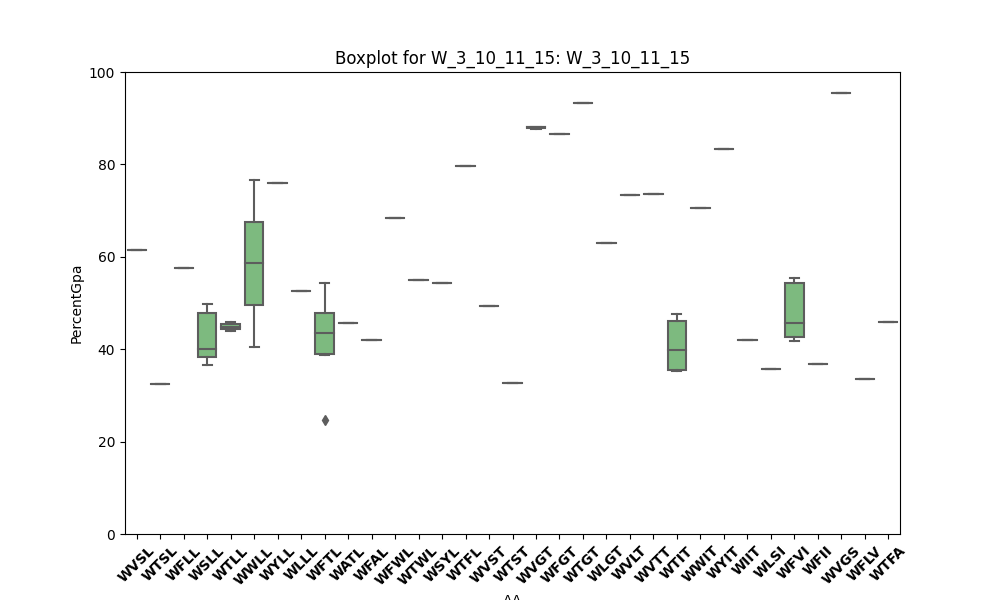 Boxplot for W_3_10_11_15: W_3_10_11_15
100
80
60
40
20
0
PercentGpa
WVSL WTSL WFLL WSLL WTLL WWLL WYLL WLLL WFTL WATL WFAL WFWL WTWL WSYL WTFL WVST WTST WVGT WFGT WTGT WLGT WVLT WVTT WTIT WWIT WYIT WIIT WLSI WFVI WFII WVGS WFLV WTFA
AA